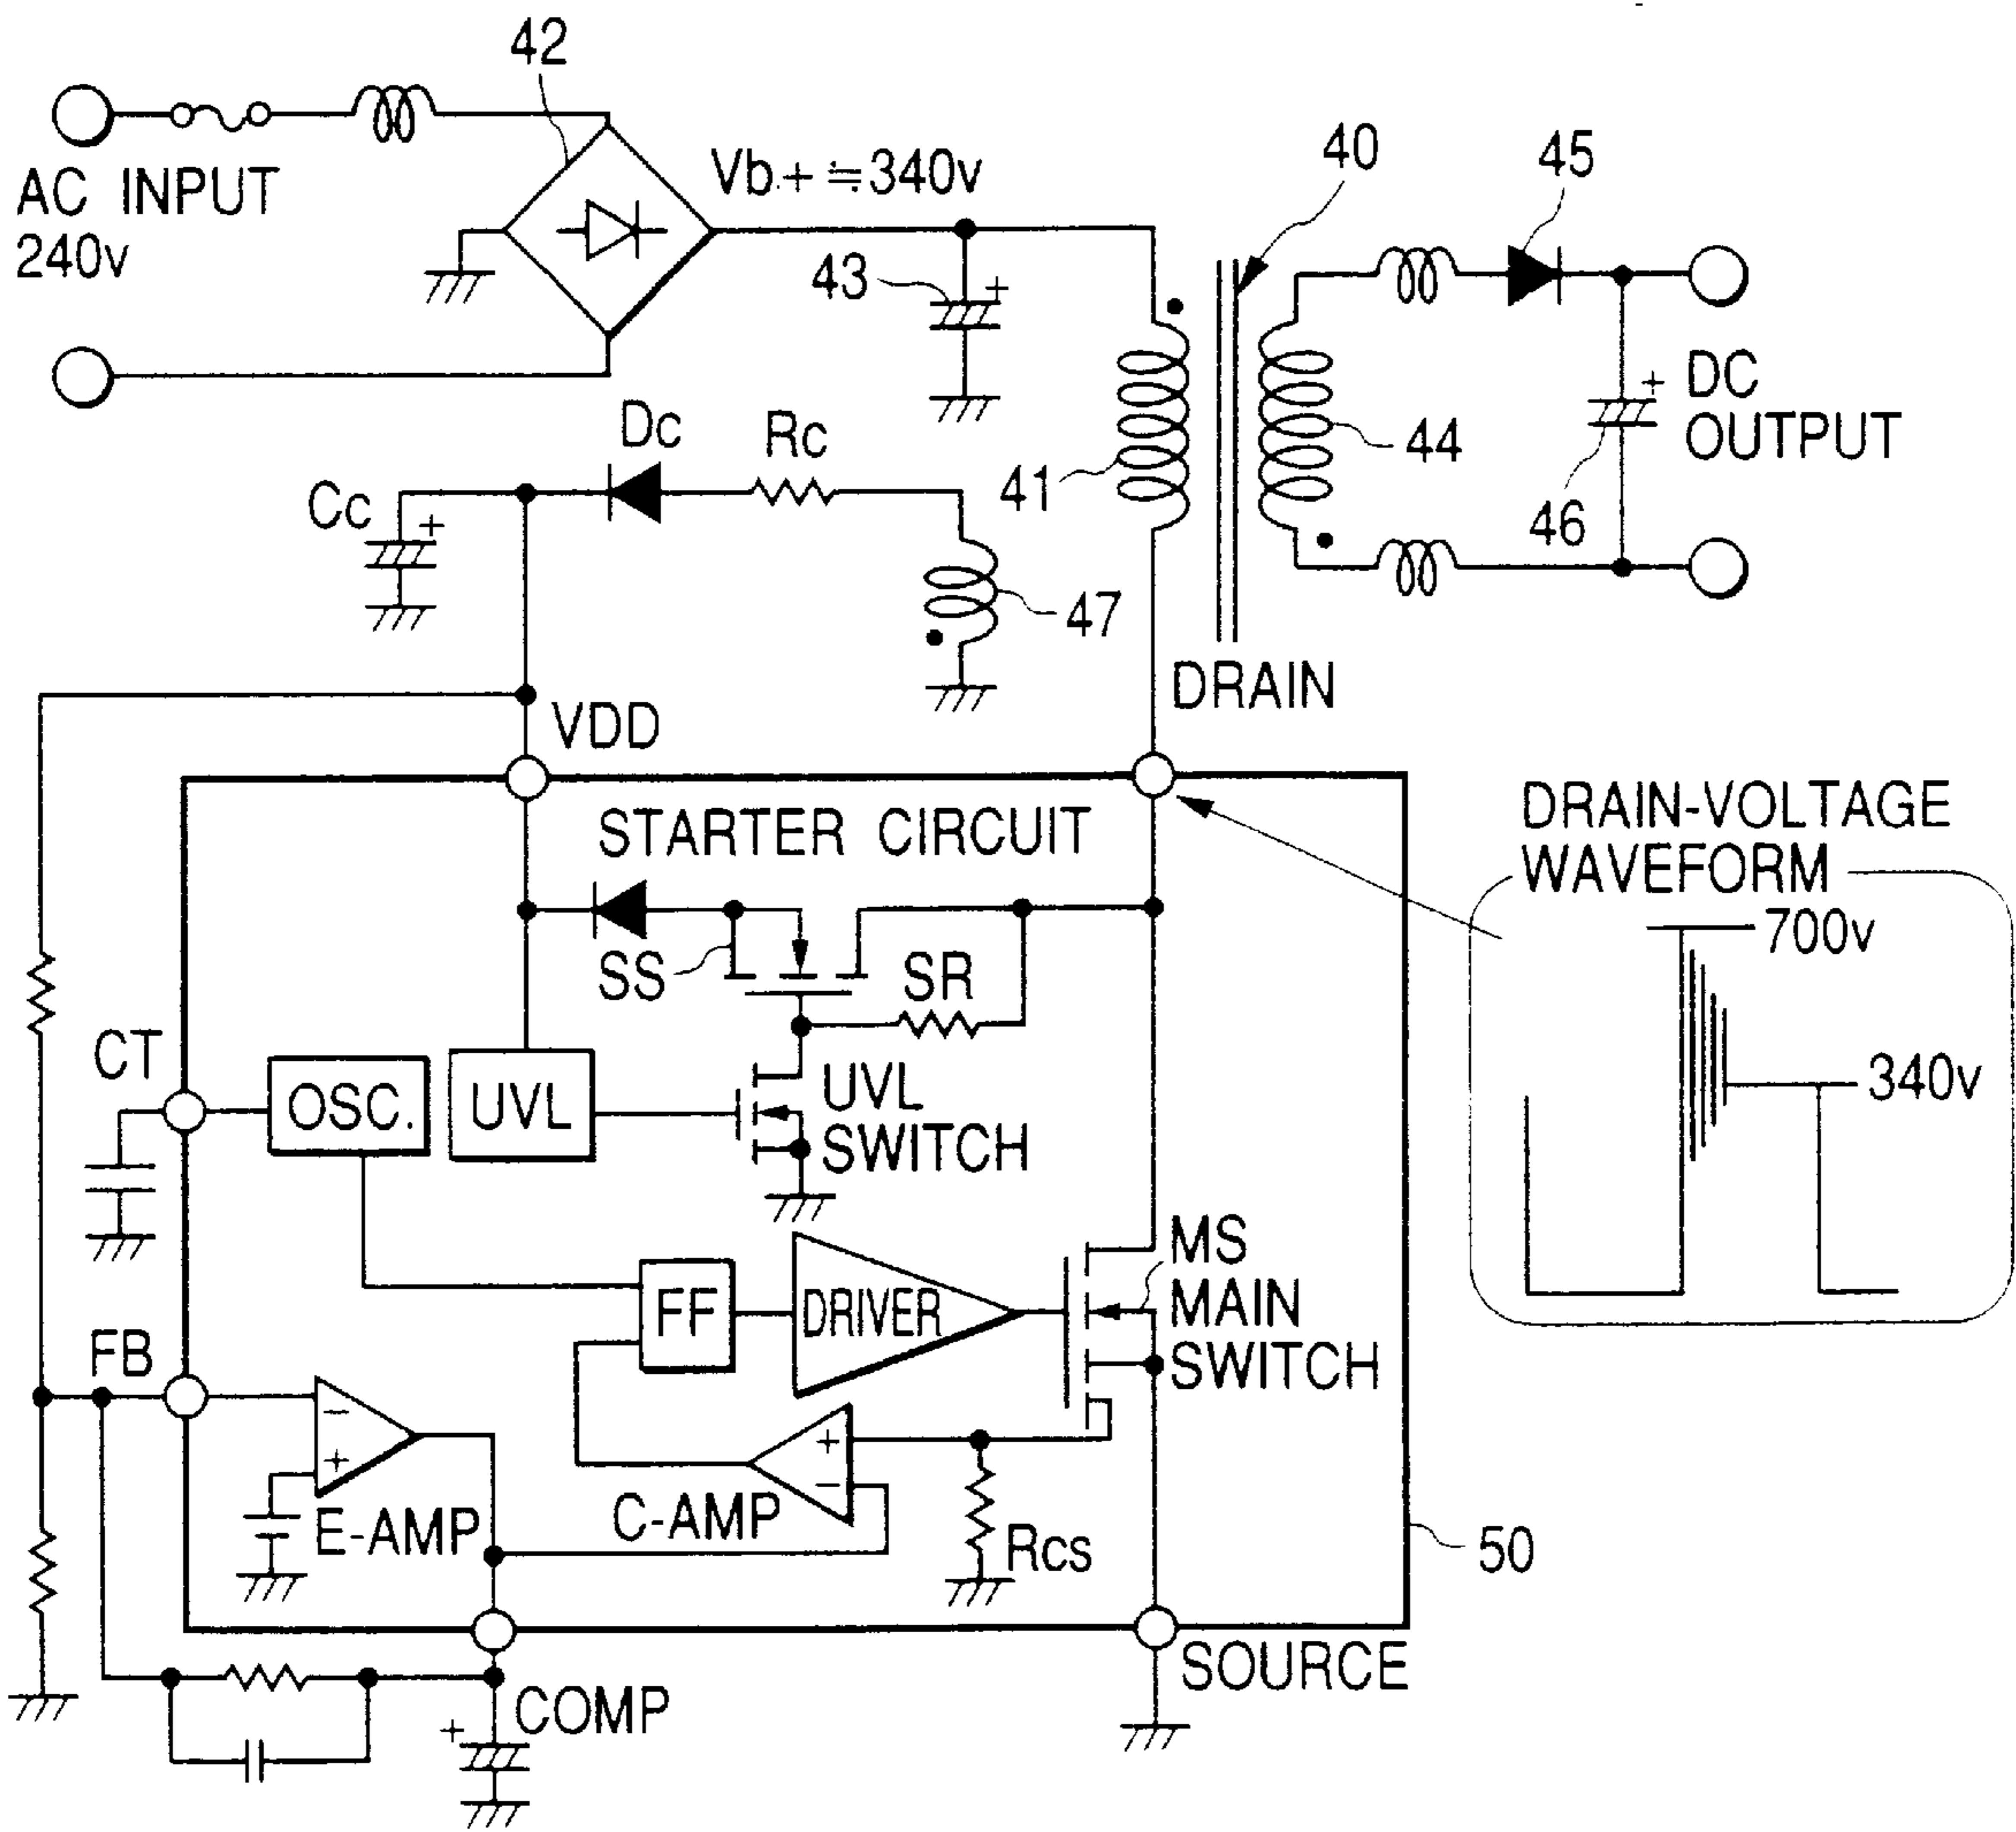 42
AC INPUT
240v
Vb.+ ≒340v
40
45
43
+
Dc
Rc
Cc
+
41
44
+
DC
OUTPUT
46
47
DRAIN
VDD
STARTER CIRCUIT
DRAIN-VOLTAGE
WAVEFORM
700v
340v
SS
SR
CT
OSC.
UVL
UVL
SWITCH
MS
MAIN
SWITCH
FF
DRIVER
FB
−
+
E-AMP
+
−
C-AMP
Rcs
50
SOURCE
COMP
+